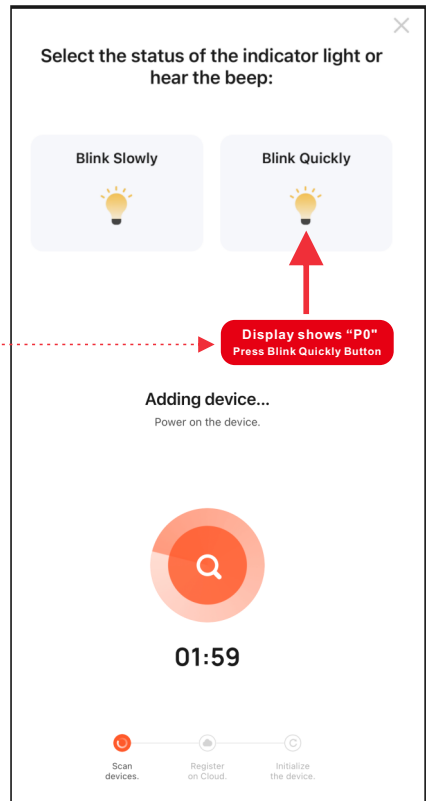 Select the status of the indicator light or
hear the beep:
Blink Slowly
Blink Quickly
Display shows “P0"
Press Blink Quickly Button
Adding device...
Power on the device.
01:59
Scan
devices.
Register
on Cloud.
Initialize
the device.